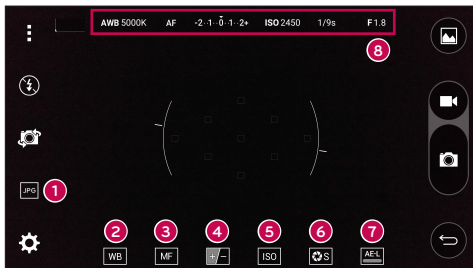 AWB 5000K AF -2··1··0··1··2+ ISO 2450 1/9s F 1.8
8
JPG 1
2 3 4 5 6 7
WB MF +/- ISO S AE-L